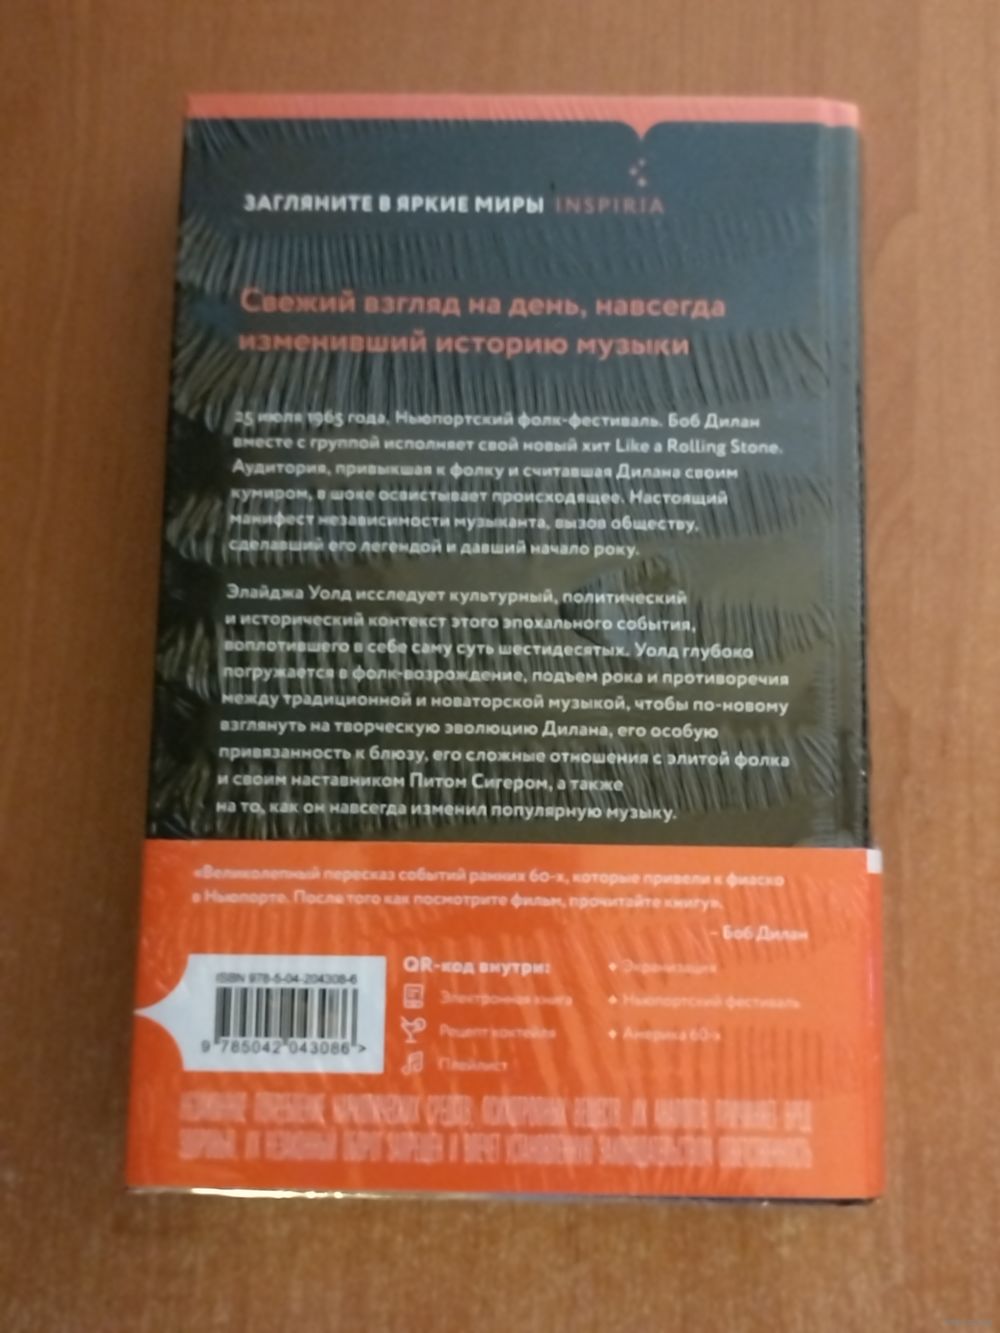 ЗАГЛЯНИТЕ В ЯРКИЕ МИРЫ INSPIRIA
Свежий взгляд на день, навсегда
изменивший историю музыки
25 июля 1965 года. Ньюпортский фолк-фестиваль. Боб Дилан
вместе с группой исполняет свой новый хит Like a Rolling Stone.
Аудитория, привыкшая к фолку и считавшая Дилана своим
кумиром, в шоке освистывает происходящее. Настоящий
манифест независимости музыканта, вызов обществу,
сделавший его легендой и давший начало року.
Элайджа Уолд исследует культурный, политический
и исторический контекст этого эпохального события,
воплотившего в себе саму суть шестидесятых. Уолд глубоко
погружается в фолк-возрождение, подъем рока и противоречия
между традиционной и новаторской музыкой, чтобы по-новому
взглянуть на творческую эволюцию Дилана, его особую
привязанность к блюзу, его сложные отношения с элитой фолка
и своим наставником Питом Сигером, а также
на то, как он навсегда изменил популярную музыку.
«Великолепный пересказ событий ранних 60-х, которые привели к фиаско
в Ньюпорте. После того как посмотрите фильм, прочитайте книгу».
– Боб Дилан
ISBN 978-5-04-204308-6
9 785042 043086 >
QR-код внутри:
Электронная книга
Рецепт коктейля
Плейлист
Экранизация
Ньюпортский фестиваль
Америка 60-х